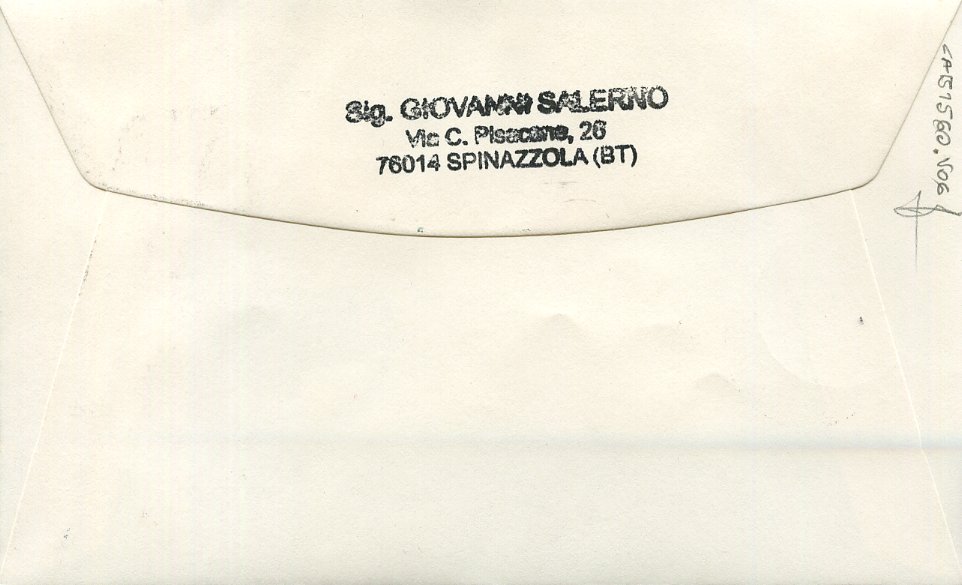 Sig. GIOVANNI SALERNO
Via C. Pisacane, 26
76014 SPINAZZOLA (BT)